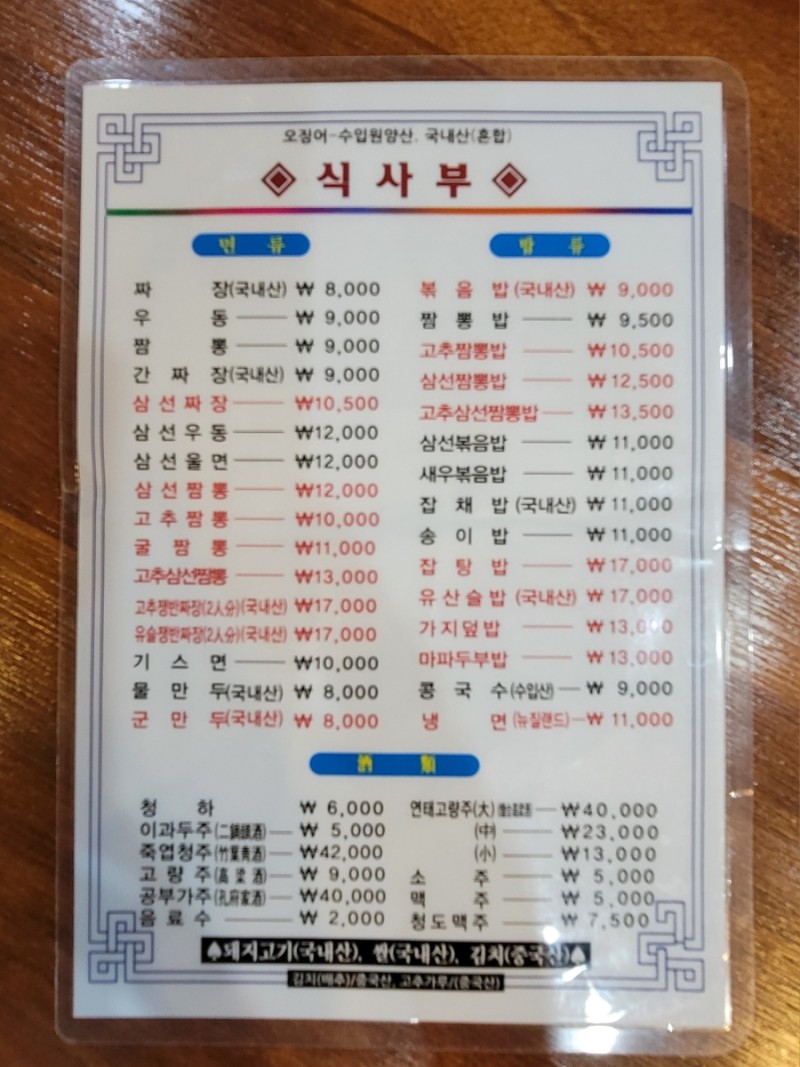 오징어-수입원양산, 국내산(혼합)
◈ 식사부 ◈
면 류
짜 장(국내산) ₩ 8,000
우 동 ₩ 9,000
짬 뽕 ₩ 9,000
간 짜 장(국내산) ₩ 9,000
삼선짜장 ₩10,500
삼선우동 ₩12,000
삼선울면 ₩12,000
삼선짬뽕 ₩12,000
고추짬뽕 ₩10,000
굴 짬 뽕 ₩11,000
고추삼선짬뽕 ₩13,000
고추쟁반짜장(2人分)(국내산) ₩17,000
유슬쟁반짜장(2人分)(국내산) ₩17,000
기 스 면 ₩10,000
물 만 두(국내산) ₩ 8,000
군 만 두(국내산) ₩ 8,000
밥 류
볶 음 밥 (국내산) ₩ 9,000
짬 뽕 밥 ₩ 9,500
고추짬뽕밥 ₩10,500
삼선짬뽕밥 ₩12,500
고추삼선짬뽕밥 ₩13,500
삼선볶음밥 ₩11,000
새우볶음밥 ₩11,000
잡 채 밥 (국내산) ₩11,000
송 이 밥 ₩11,000
잡 탕 밥 ₩17,000
유산슬밥 (국내산) ₩17,000
가지덮밥 ₩13,000
마파두부밥 ₩13,000
콩 국 수(수입산) ₩ 9,000
냉 면(뉴질랜드) ₩ 11,000
酒 類
청 하 ₩ 6,000
이과두주(二鍋頭酒) ₩ 5,000
죽엽청주(竹葉靑酒) ₩42,000
고 량 주(高粱酒) ₩ 9,000
공부가주(孔府家酒) ₩40,000
음 료 수 ₩ 2,000
연태고량주(大) ₩40,000
(中) ₩23,000
(小) ₩13,000
소 주 ₩ 5,000
맥 주 ₩ 5,000
청도맥주 ₩ 7,500
♠돼지고기(국내산), 쌀(국내산), 김치(중국산)♠
김치(배추)/중국산, 고추가루/(중국산)